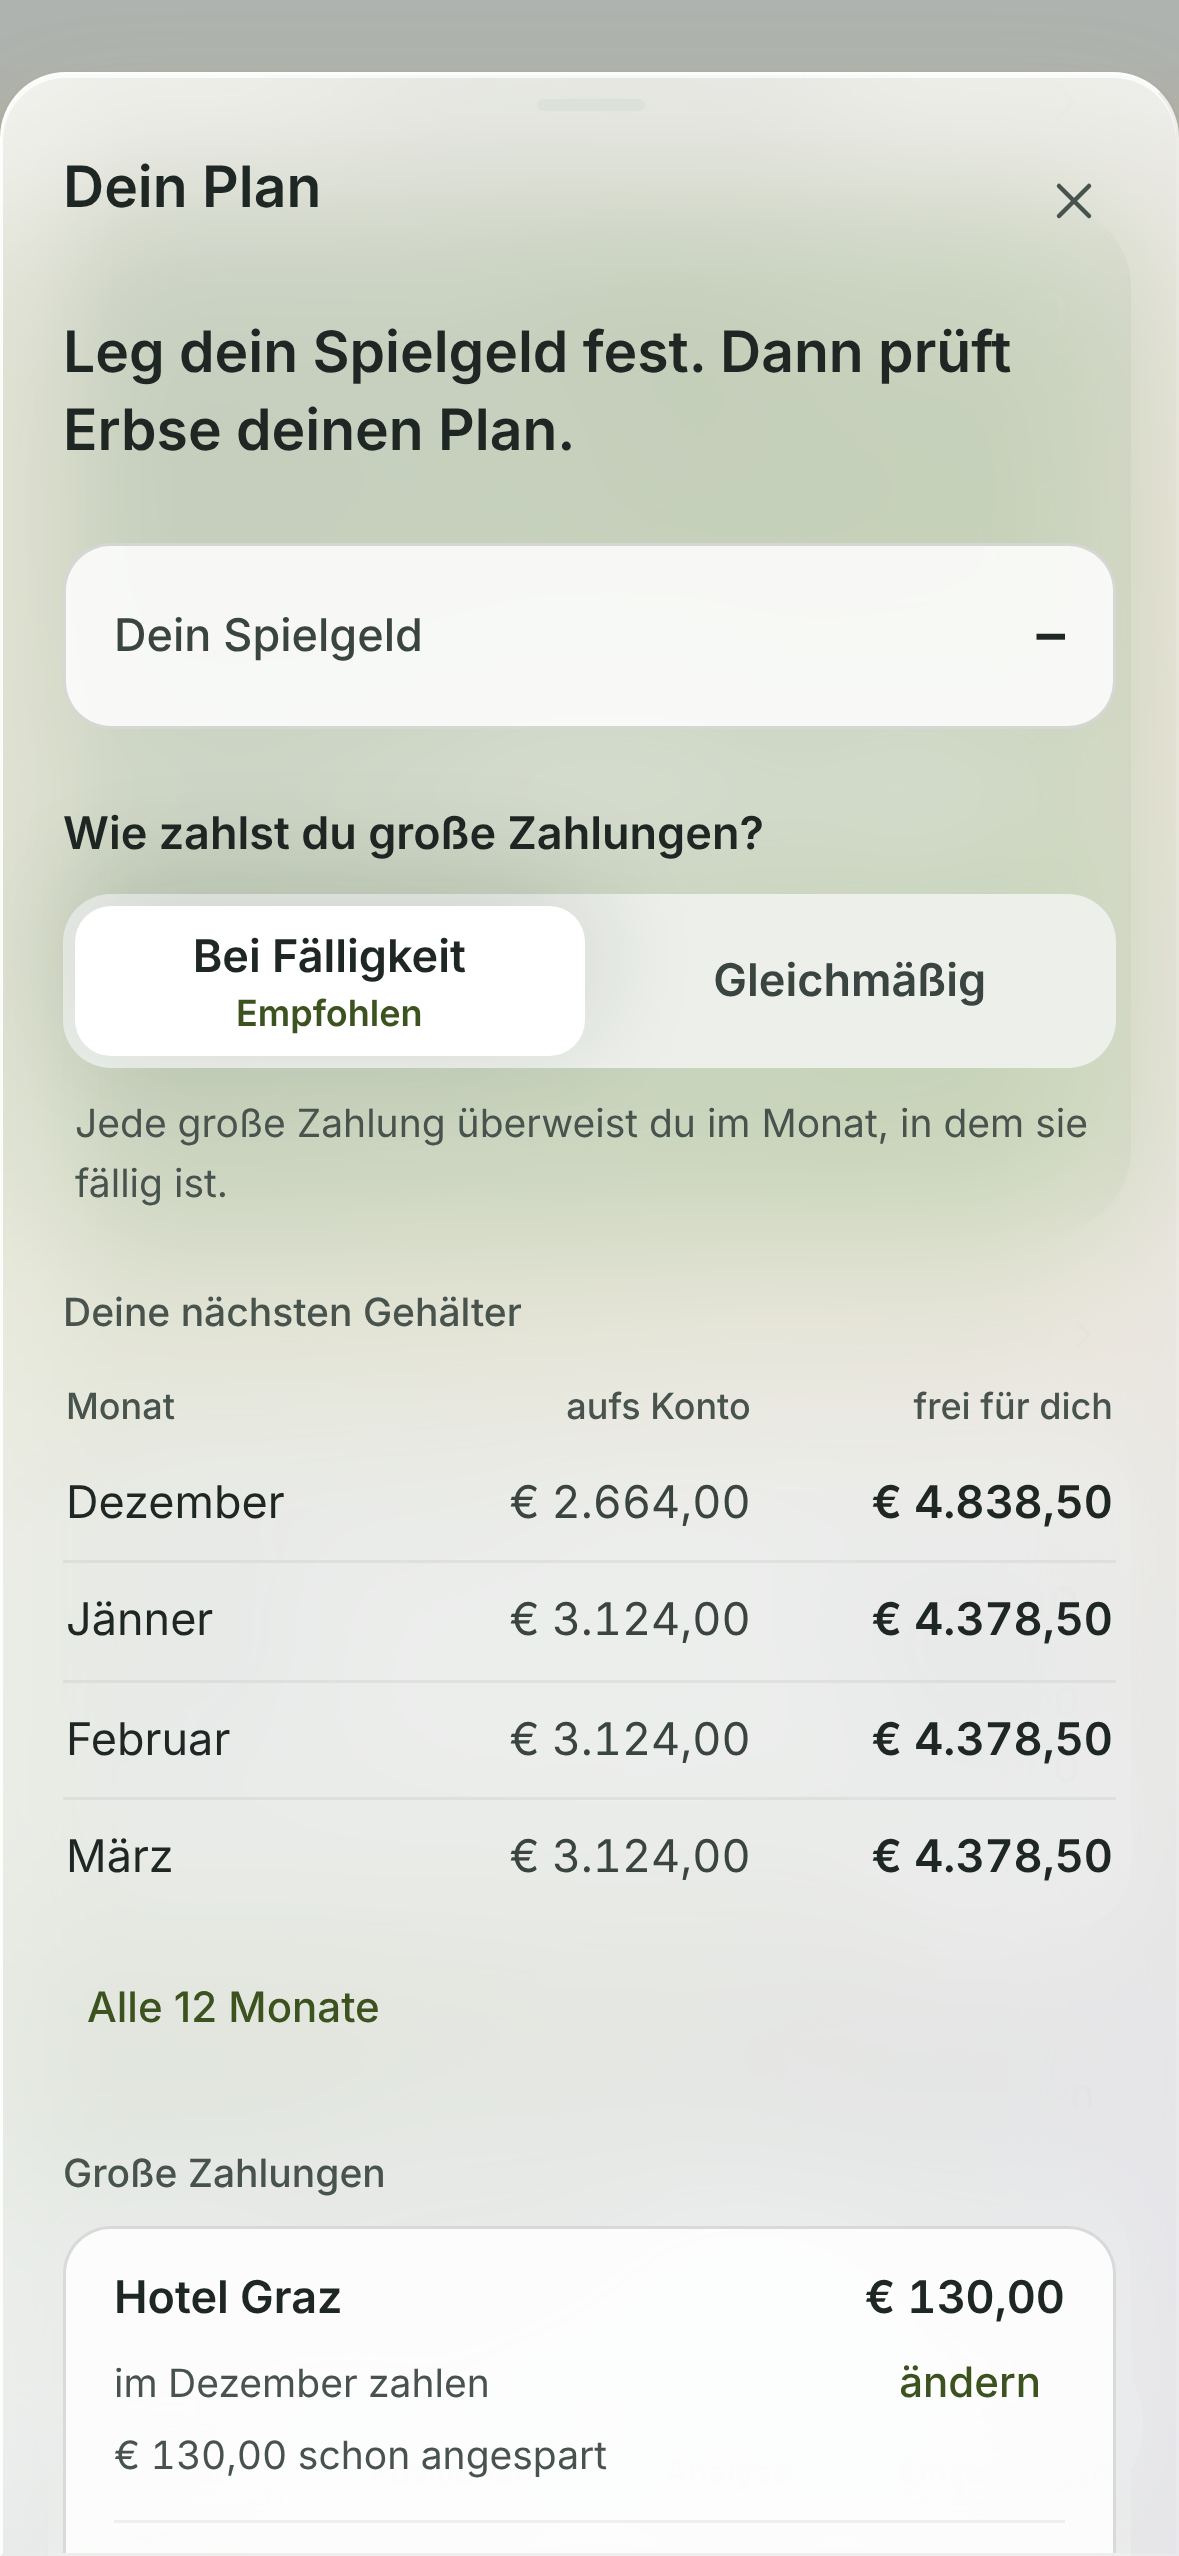 Dein Plan
Leg dein Spielgeld fest. Dann prüft
Erbse deinen Plan.
Dein Spielgeld –
Wie zahlst du große Zahlungen?
Bei Fälligkeit
Empfohlen
Gleichmäßig
Jede große Zahlung überweist du im Monat, in dem sie
fällig ist.
Deine nächsten Gehälter
Monat aufs Konto frei für dich
Dezember € 2.664,00 € 4.838,50
Jänner € 3.124,00 € 4.378,50
Februar € 3.124,00 € 4.378,50
März € 3.124,00 € 4.378,50
Alle 12 Monate
Große Zahlungen
Hotel Graz € 130,00
im Dezember zahlen ändern
€ 130,00 schon angespart